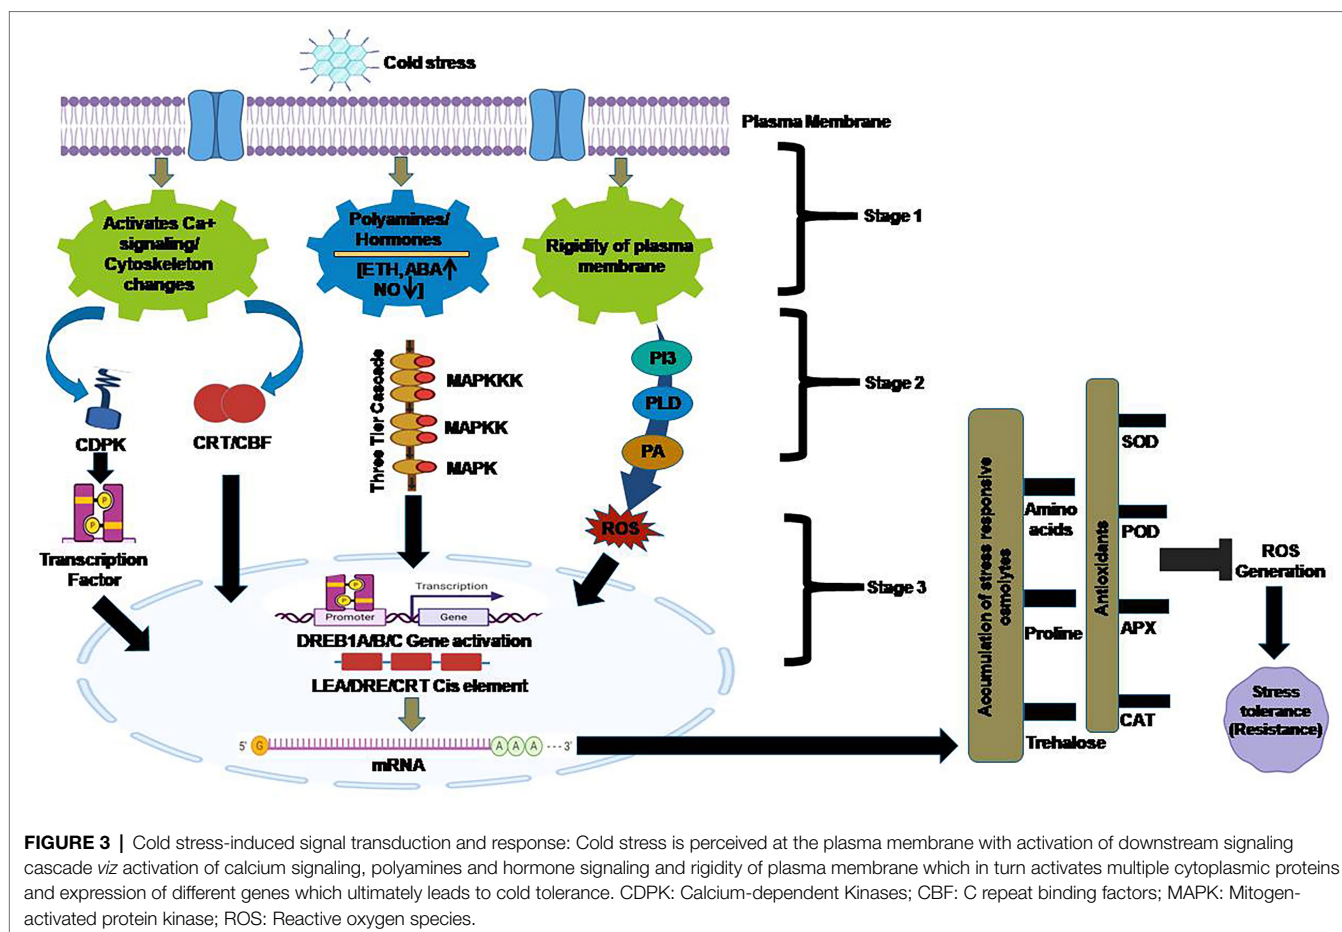 Cold stress
Plasma Membrane
Activates Ca+
signaling/
Cytoskeleton
changes
Polyamines/
Hormones
[ETH, ABA↑
NO↓]
Rigidity of plasma
membrane
Stage 1
CDPK
CRT/CBF
Three Tier Cascade
MAPKKK
MAPKK
MAPK
PI3
PLD
PA
Stage 2
P
P
Transcription
Factor
ROS
Stage 3
P
P
Transcription
Promoter
Gene
DREB1A/B/C Gene activation
LEA/DRE/CRT Cis element
5' G A A A ---3'
mRNA
Accumulation of stress responsive
osmolytes
Amino
acids
Proline
Trehalose
Antioxidants
SOD
POD
APX
CAT
ROS
Generation
Stress
tolerance
(Resistance)
FIGURE 3 | Cold stress-induced signal transduction and response: Cold stress is perceived at the plasma membrane with activation of downstream signaling
cascade viz activation of calcium signaling, polyamines and hormone signaling and rigidity of plasma membrane which in turn activates multiple cytoplasmic proteins
and expression of different genes which ultimately leads to cold tolerance. CDPK: Calcium-dependent Kinases; CBF: C repeat binding factors; MAPK: Mitogen-
activated protein kinase; ROS: Reactive oxygen species.